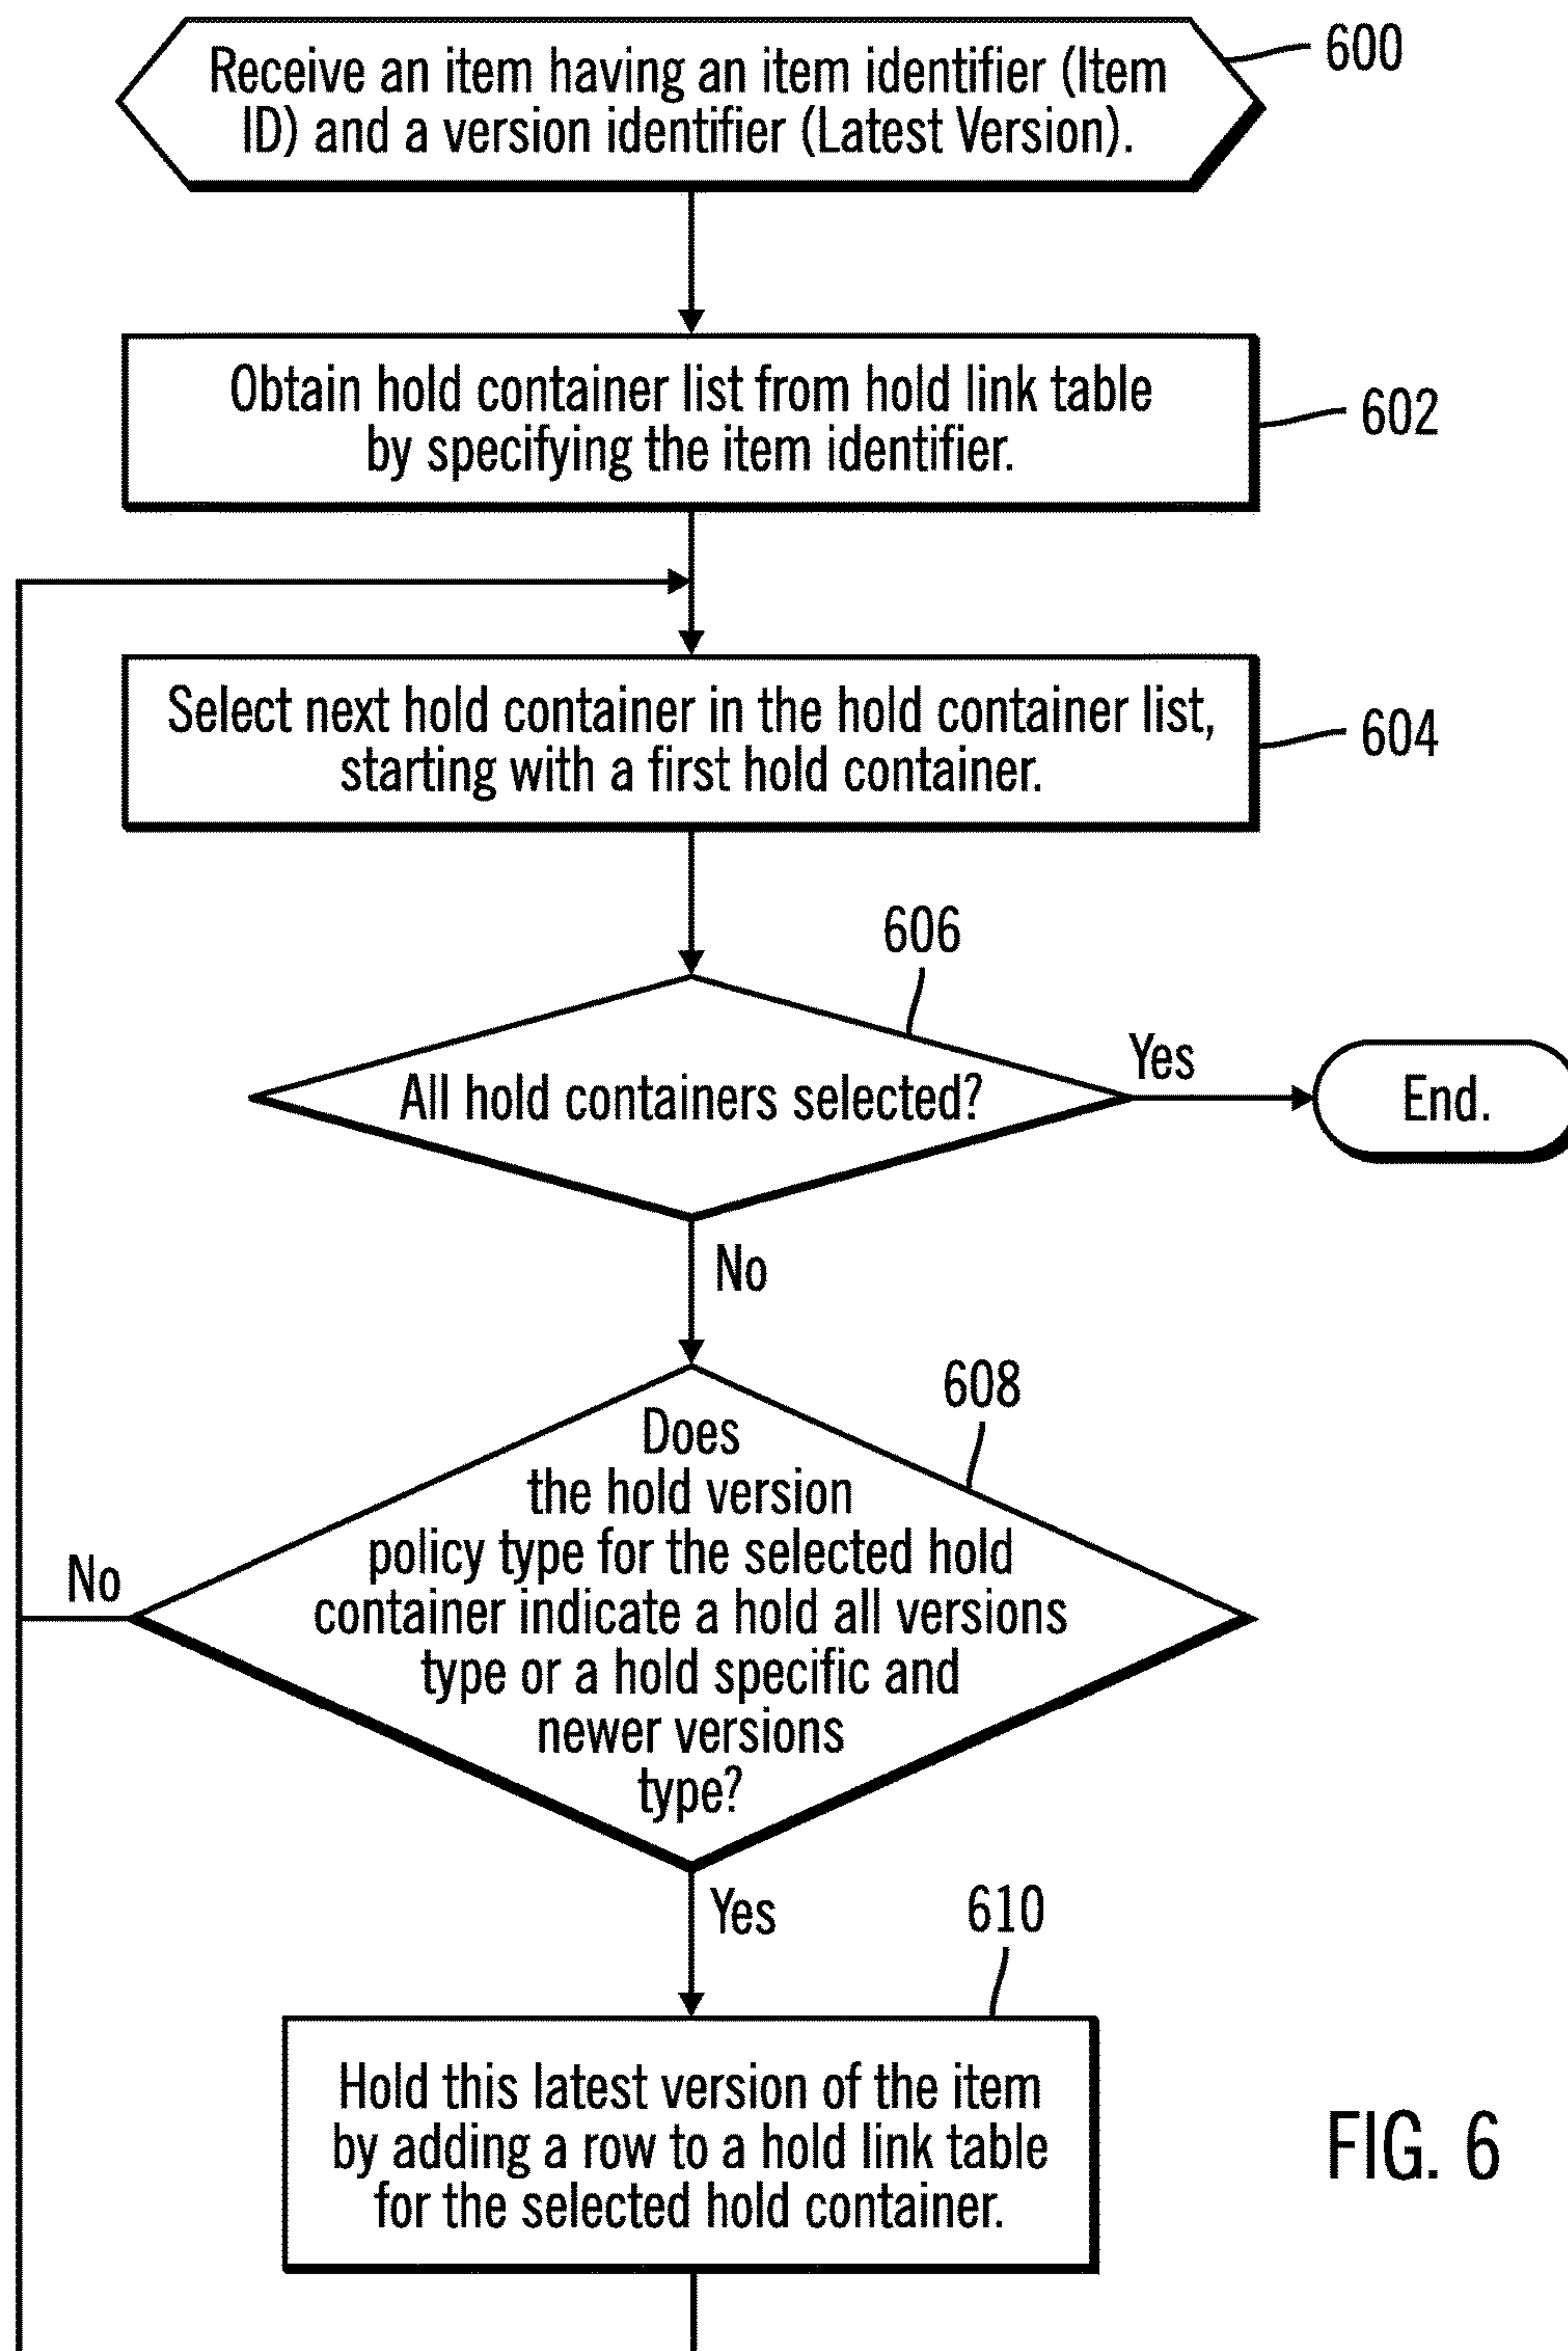 Receive an item having an item identifier (Item
ID) and a version identifier (Latest Version).
600
Obtain hold container list from hold link table
by specifying the item identifier.
602
Select next hold container in the hold container list,
starting with a first hold container.
604
606
All hold containers selected?
Yes
End.
No
608
Does
the hold version
policy type for the selected hold
container indicate a hold all versions
type or a hold specific and
newer versions
type?
No
Yes
610
Hold this latest version of the item
by adding a row to a hold link table
for the selected hold container.
FIG. 6